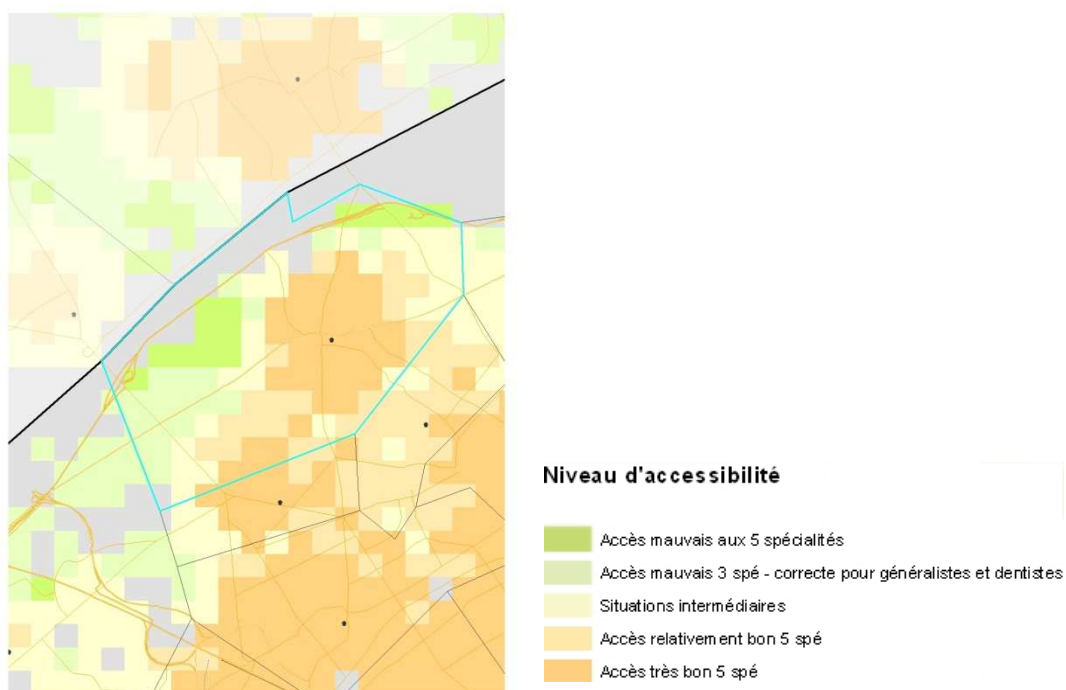 Niveau d'accessibilité
Accès mauvais aux 5 spécialités
Accès mauvais 3 spé - correcte pour généralistes et dentistes
Situations intermédiaires
Accès relativement bon 5 spé
Accès très bon 5 spé